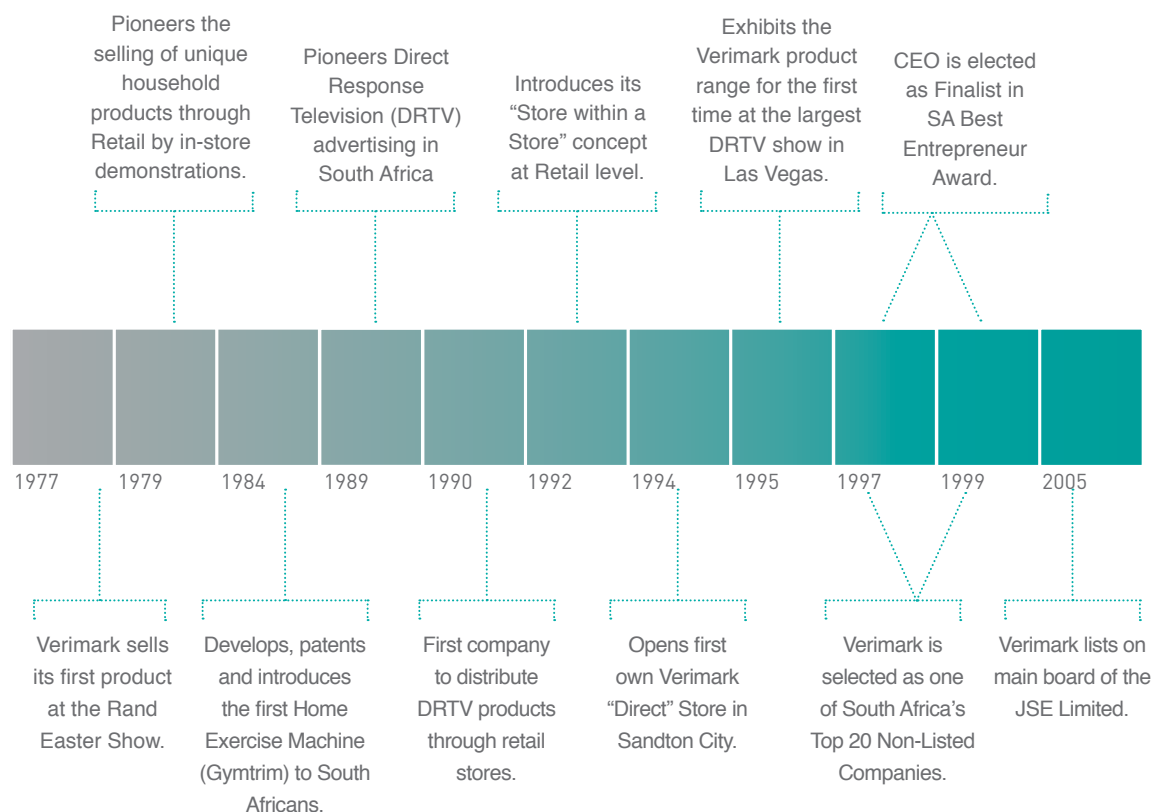 Pioneers the
selling of unique
household
products through
Retail by in-store
demonstrations.
Pioneers Direct
Response
Television (DRTV)
advertising in
South Africa
Introduces its
“Store within a
Store” concept
at Retail level.
Exhibits the
Verimark product
range for the first
time at the largest
DRTV show in
Las Vegas.
CEO is elected
as Finalist in
SA Best
Entrepreneur
Award.
1977 1979 1984 1989 1990 1992 1994 1995 1997 1999 2005
Verimark sells
its first product
at the Rand
Easter Show.
Develops, patents
and introduces
the first Home
Exercise Machine
(Gymtrim) to South
Africans.
First company
to distribute
DRTV products
through retail
stores.
Opens first
own Verimark
“Direct” Store in
Sandton City.
Verimark is
selected as one
of South Africa’s
Top 20 Non-Listed
Companies.
Verimark lists on
main board of the
JSE Limited.